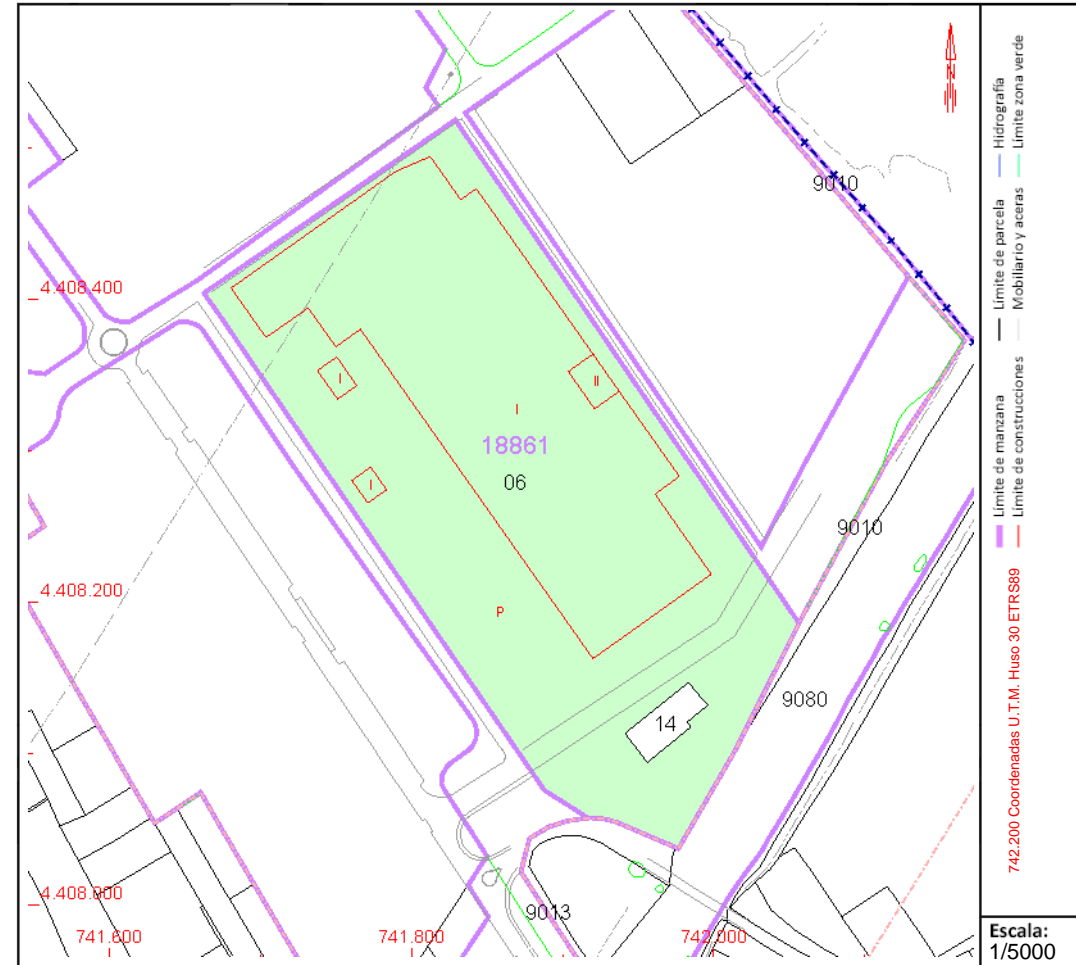 N
9010
4.408.400
I
II
I
18861
06
I
9010
4.408.200
P
9080
14
4.408.000
9013
741.600
741.800
742.000
Límite de manzana
Límite de parcela
Hidrografía
Límite de construcciones
Mobiliario y aceras
Límite zona verde
742.200 Coordenadas U.T.M. Huso 30 ETRS89
Escala:
1/5000